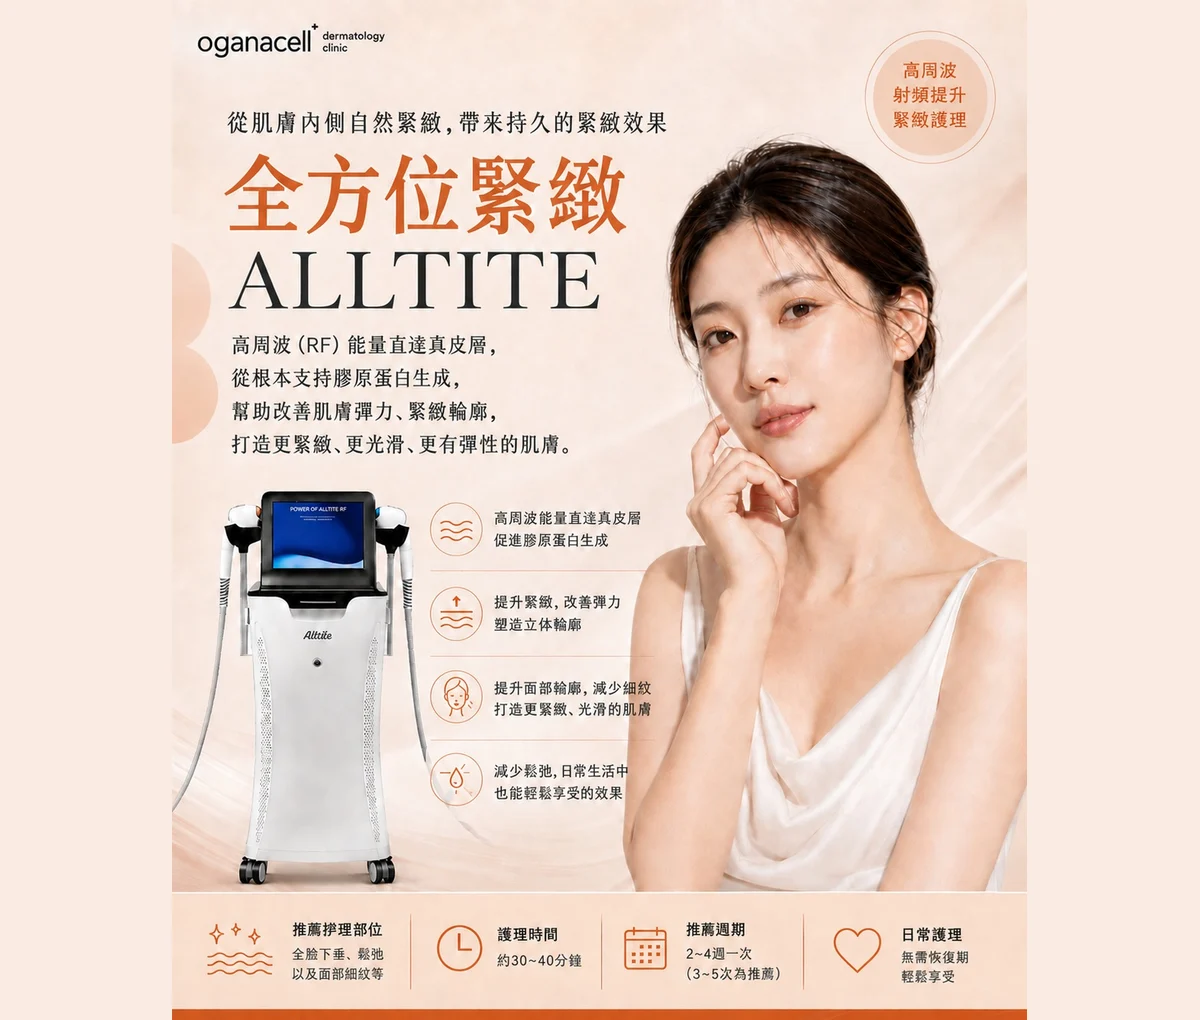 oganacell+ dermatology
clinic
高周波
射頻提升
緊緻護理
從肌膚內側自然緊緻，帶來持久的緊緻效果
全方位緊緻
ALLTITE
高周波（RF）能量直達真皮層，
從根本支持膠原蛋白生成，
幫助改善肌膚彈力、緊緻輪廓，
打造更緊緻、更光滑、更有彈性的肌膚。
POWER OF ALLTITE RF
Alltite
高周波能量直達真皮層
促進膠原蛋白生成
提升緊緻，改善彈力
塑造立体輪廓
提升面部輪廓，減少細紋
打造更緊緻、光滑的肌膚
減少鬆弛，日常生活中
也能輕鬆享受的效果
推薦理部位
全臉下垂、鬆弛
以及面部細紋等
護理時間
約30~40分鐘
推薦週期
2~4週一次
（3~5次為推薦）
日常護理
無需恢復期
輕鬆享受